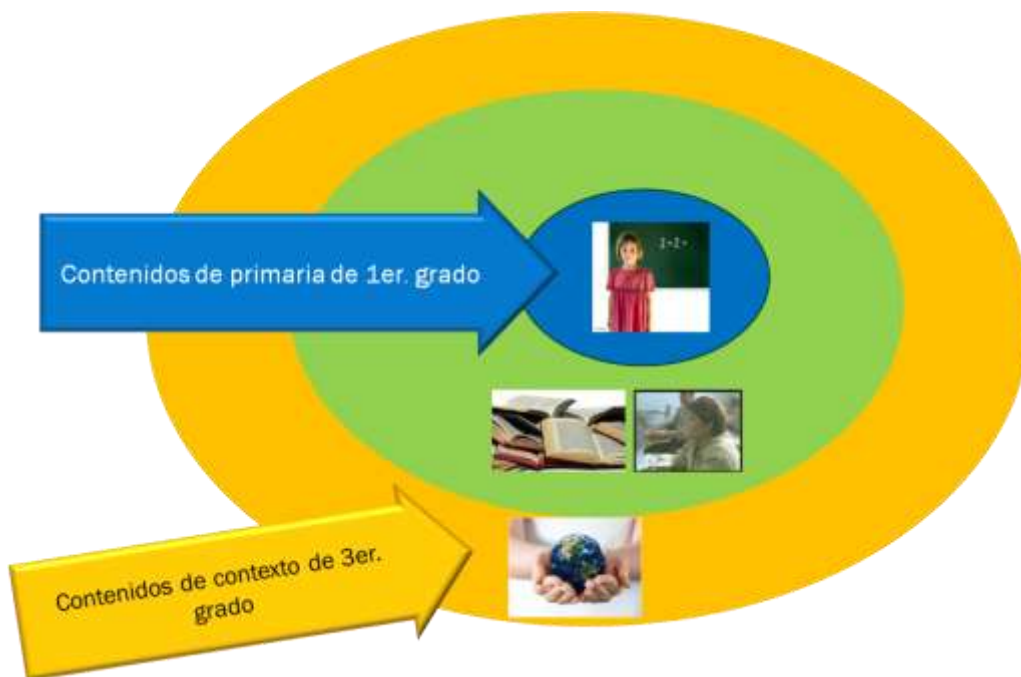 Contenidos de primaria de 1er. grado
Contenidos de contexto de 3er.
grado